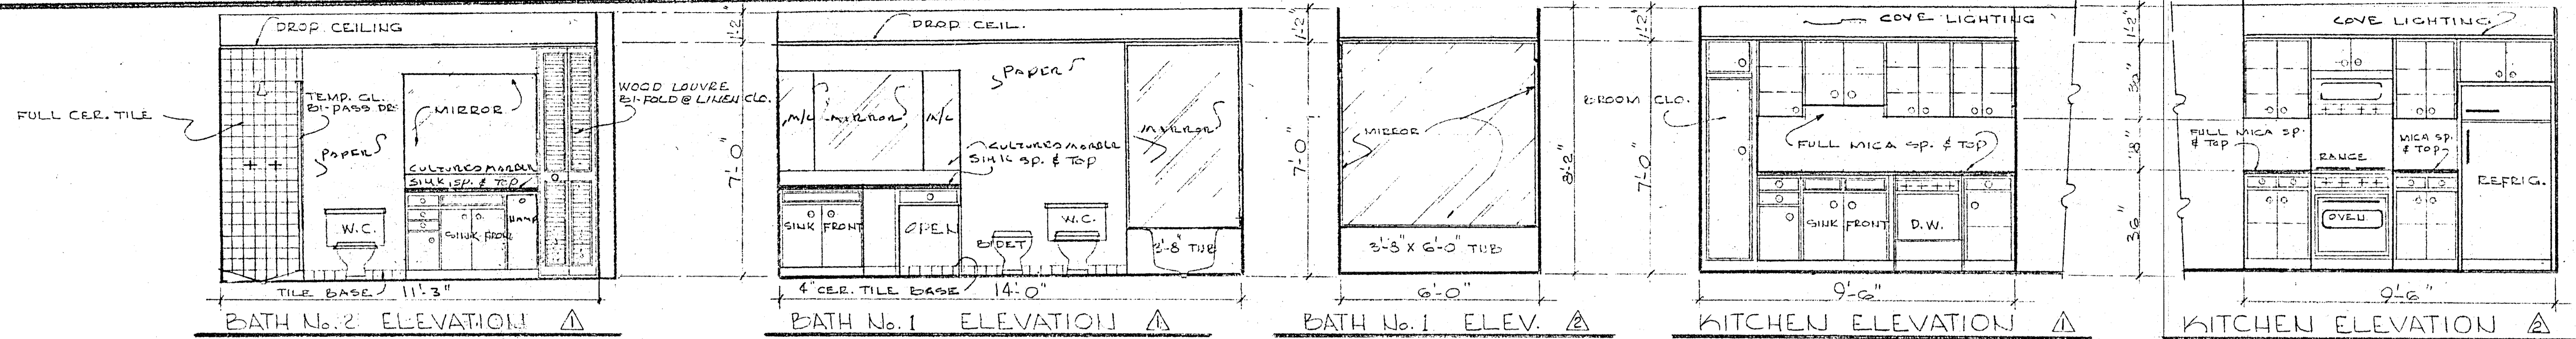 DROP CEILING
FULL CER. TILE
TEMP. GL.
BI-PASS DR.
PAPER
MIRROR
CULTURED MARBLE
SINK, SP. & TOP
W.C.
SINK FRONT
HAMP
WOOD LOUVRE
BI-FOLD @ LINEN CLO.
TILE BASE
11'-3"
BATH No. 2 ELEVATION 1
1'-2"
7'-0"
DROP CEIL.
PAPER
M/C
MIRROR
M/C
CULTURED MARBLE
SINK SP. & TOP
MIRROR
SINK FRONT
OPEN
BIDET
W.C.
3'-8" TUB
4" CER. TILE BASE
14'-0"
BATH No. 1 ELEVATION 1
1'-2"
7'-0"
MIRROR
3'-8" X 6'-0" TUB
6'-0"
8'-2"
BATH No. 1 ELEV. 2
1'-2"
7'-0"
COVE LIGHTING
BROOM CLO.
FULL MICA SP. & TOP
SINK FRONT
D.W.
9'-6"
KITCHEN ELEVATION 1
1'-2"
30"
18"
36"
COVE LIGHTING
FULL MICA SP.
& TOP
RANGE
MICA SP.
& TOP
OVEN
REFRIG.
9'-6"
KITCHEN ELEVATION 2